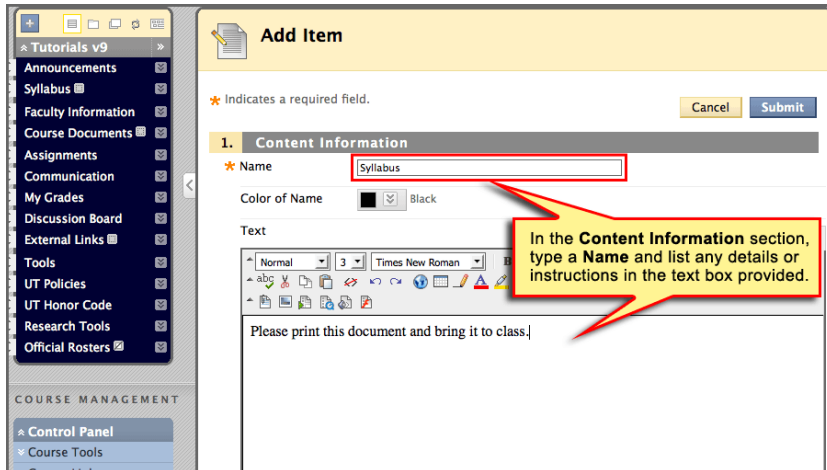 Tutorials v9
Announcements
Syllabus
Faculty Information
Course Documents
Assignments
Communication
My Grades
Discussion Board
External Links
Tools
UT Policies
UT Honor Code
Research Tools
Official Rosters
COURSE MANAGEMENT
Control Panel
Course Tools
Add Item
Indicates a required field.
Cancel Submit
1. Content Information
Name Syllabus
Color of Name Black
Text
Normal 3 Times New Roman B
abc
Please print this document and bring it to class.
In the Content Information section,
type a Name and list any details or
instructions in the text box provided.